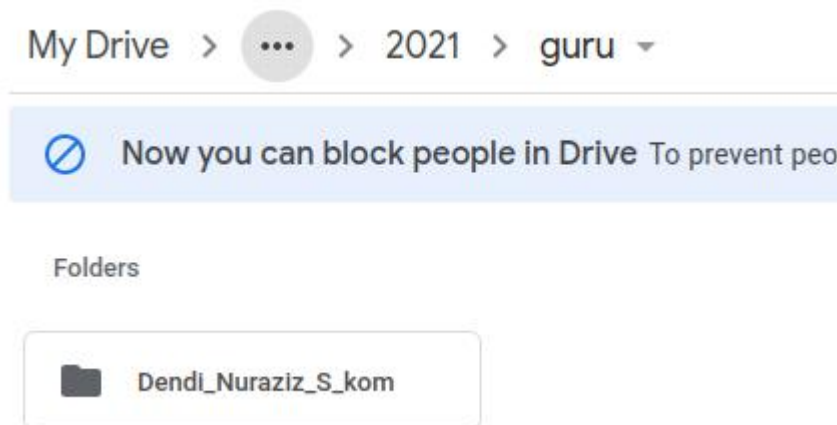 My Drive > ... > 2021 > guru
Now you can block people in Drive To prevent peo
Folders
Dendi_Nuraziz_S_kom